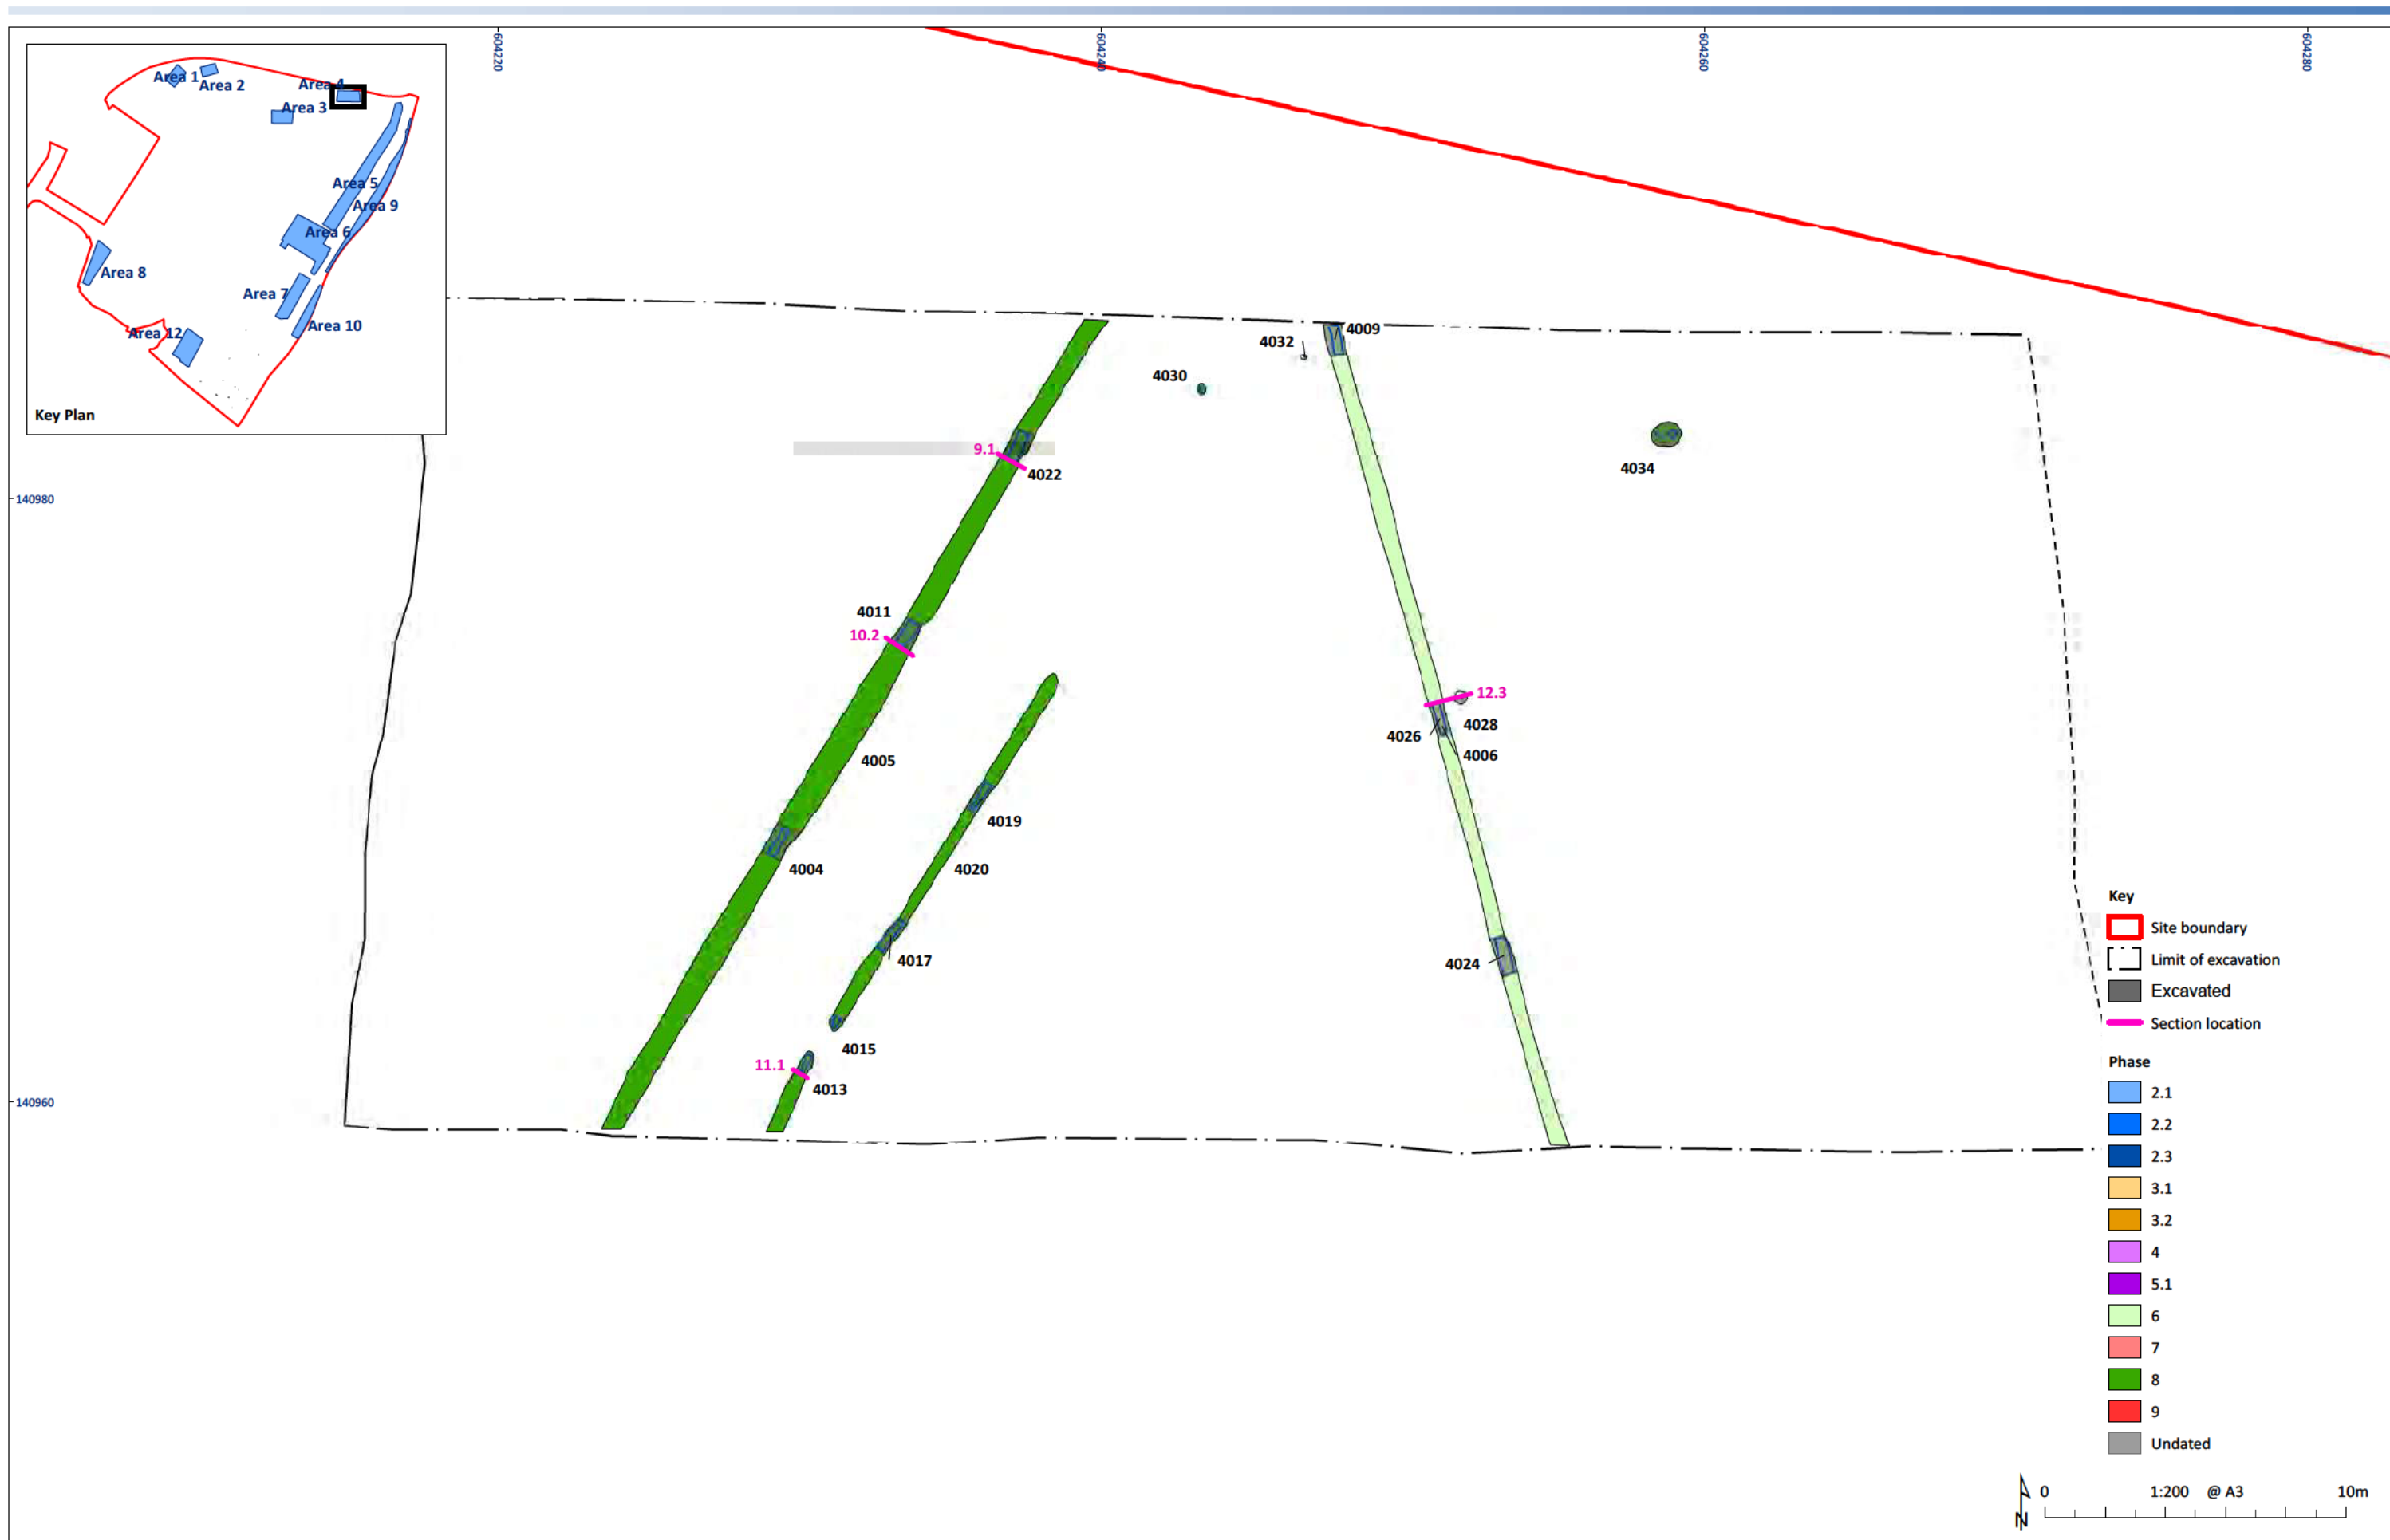 604220
604240
604260
604280
Area 1
Area 2
Area 4
Area 3
Area 5
Area 9
Area 6
Area 8
Area 7
Area 10
Area 12
Key Plan
4032
4009
4030
9.1
4022
4034
140980
4011
10.2
12.3
4028
4026
4006
4005
4019
4004
4020
4017
4024
4015
11.1
4013
140960
Key
Site boundary
Limit of excavation
Excavated
Section location
Phase
2.1
2.2
2.3
3.1
3.2
4
5.1
6
7
8
9
Undated
N
0 1:200 @ A3 10m